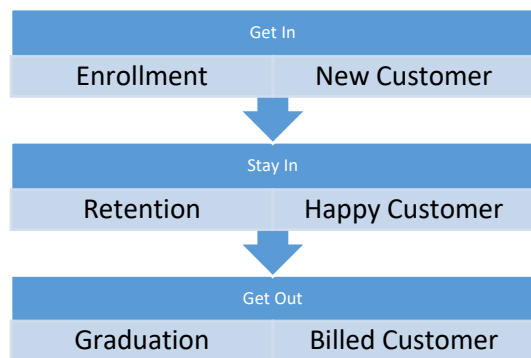 Get In
Enrollment New Customer
Stay In
Retention Happy Customer
Get Out
Graduation Billed Customer